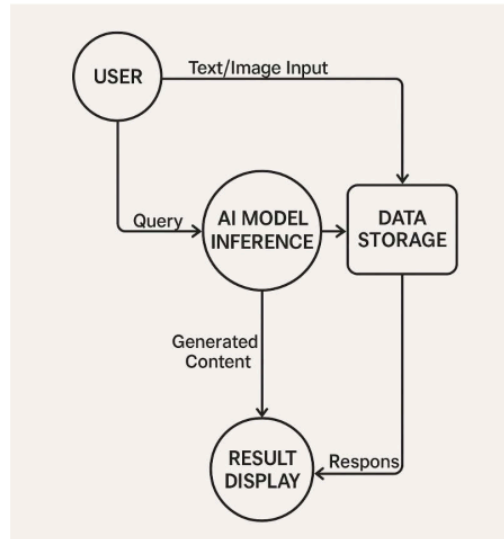 USER
Text/Image Input
Query
AI MODEL
INFERENCE
DATA
STORAGE
Generated
Content
RESULT
DISPLAY
Respons